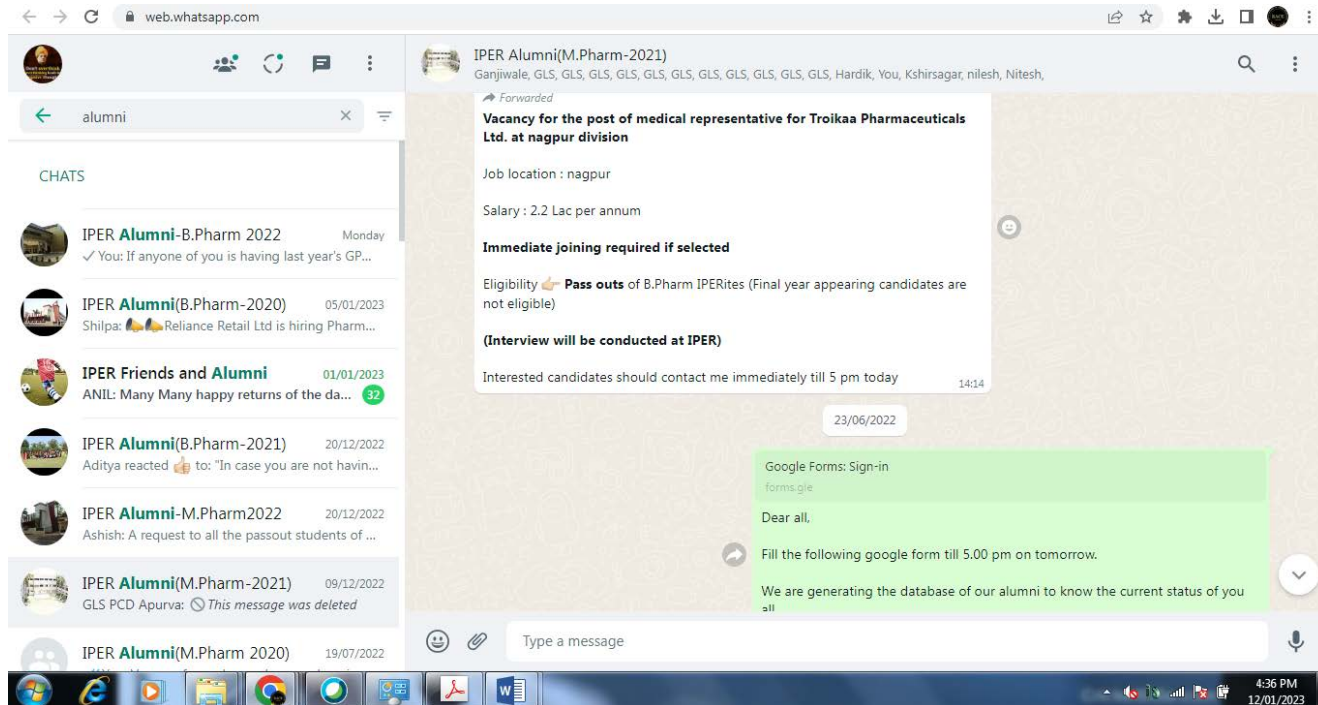 web.whatsapp.com
alumni
CHATS
IPER Alumni-B.Pharm 2022 Monday
You: If anyone of you is having last year's GP...
IPER Alumni(B.Pharm-2020) 05/01/2023
Shilpa: Reliance Retail Ltd is hiring Pharm...
IPER Friends and Alumni 01/01/2023
ANIL: Many Many happy returns of the da... 32
IPER Alumni(B.Pharm-2021) 20/12/2022
Aditya reacted 👍🏻 to: "In case you are not havin...
IPER Alumni-M.Pharm2022 20/12/2022
Ashish: A request to all the passout students of ...
IPER Alumni(M.Pharm-2021) 09/12/2022
GLS PCD Apurva: This message was deleted
IPER Alumni(M.Pharm 2020) 19/07/2022
IPER Alumni(M.Pharm-2021)
Ganjiwale, GLS, GLS, GLS, GLS, GLS, GLS, GLS, GLS, GLS, GLS, GLS, Hardik, You, Kshirsagar, nilesh, Nitesh,
Forwarded
Vacancy for the post of medical representative for Troikaa Pharmaceuticals
Ltd. at nagpur division
Job location : nagpur
Salary : 2.2 Lac per annum
Immediate joining required if selected
Eligibility 👉🏻 Pass outs of B.Pharm IPERites (Final year appearing candidates are
not eligible)
(Interview will be conducted at IPER)
Interested candidates should contact me immediately till 5 pm today 14:14
23/06/2022
Google Forms: Sign-in
forms.gle
Dear all,
Fill the following google form till 5.00 pm on tomorrow.
We are generating the database of our alumni to know the current status of you
all
Type a message
4:36 PM
12/01/2023